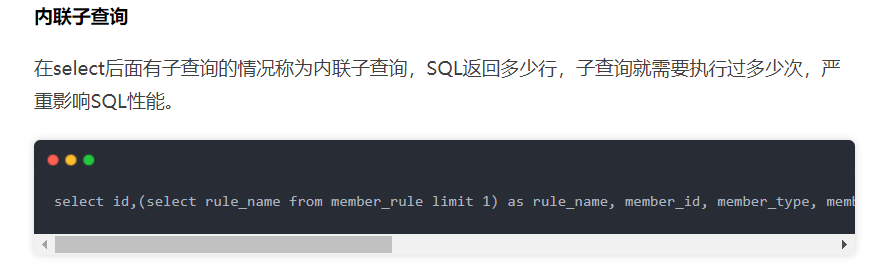 内联子查询
在select后面有子查询的情况称为内联子查询，SQL返回多少行，子查询就需要执行过多少次，严
重影响SQL性能。
select id,(select rule_name from member_rule limit 1) as rule_name, member_id, member_type,